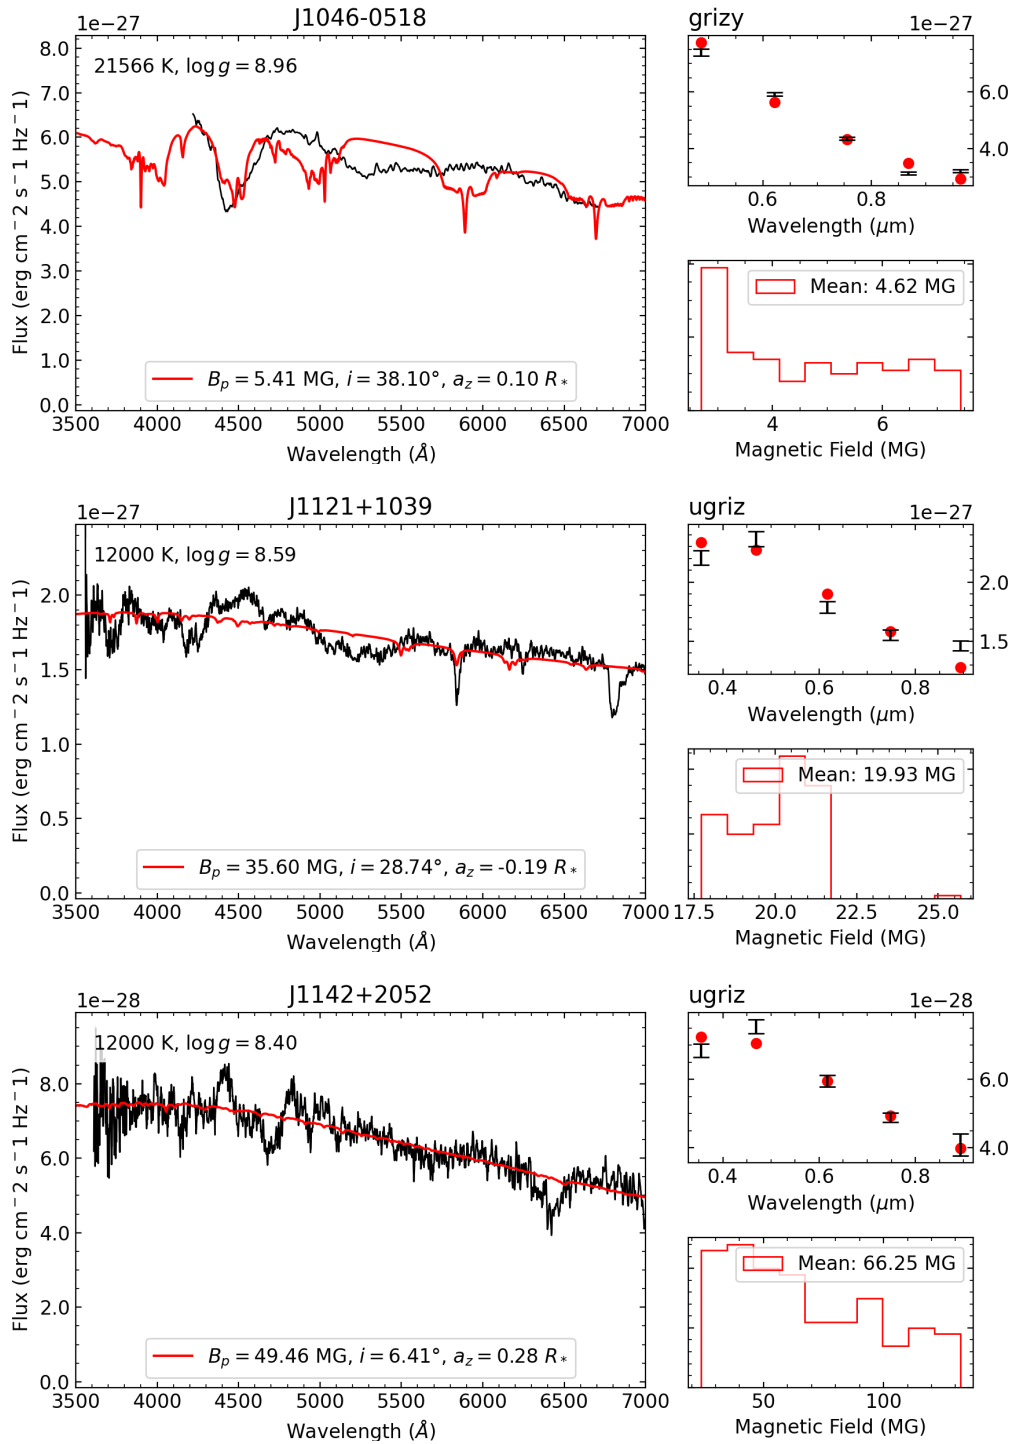 J1046-0518
1e−27
21566 K, log g = 8.96
8.0
7.0
6.0
5.0
4.0
3.0
2.0
1.0
0.0
Flux (erg cm−2 s−1 Hz−1)
B_p = 5.41 MG, i = 38.10°, a_z = 0.10 R_*
3500 4000 4500 5000 5500 6000 6500 7000
Wavelength (Å)
grizy
1e−27
6.0
4.0
0.6 0.8
Wavelength (μm)
Mean: 4.62 MG
4 6
Magnetic Field (MG)
J1121+1039
1e−27
12000 K, log g = 8.59
2.0
1.5
1.0
0.5
0.0
Flux (erg cm−2 s−1 Hz−1)
B_p = 35.60 MG, i = 28.74°, a_z = -0.19 R_*
3500 4000 4500 5000 5500 6000 6500 7000
Wavelength (Å)
ugriz
1e−27
2.0
1.5
0.4 0.6 0.8
Wavelength (μm)
Mean: 19.93 MG
17.5 20.0 22.5 25.0
Magnetic Field (MG)
J1142+2052
1e−28
12000 K, log g = 8.40
8.0
6.0
4.0
2.0
0.0
Flux (erg cm−2 s−1 Hz−1)
B_p = 49.46 MG, i = 6.41°, a_z = 0.28 R_*
3500 4000 4500 5000 5500 6000 6500 7000
Wavelength (Å)
ugriz
1e−28
6.0
4.0
0.4 0.6 0.8
Wavelength (μm)
Mean: 66.25 MG
50 100
Magnetic Field (MG)